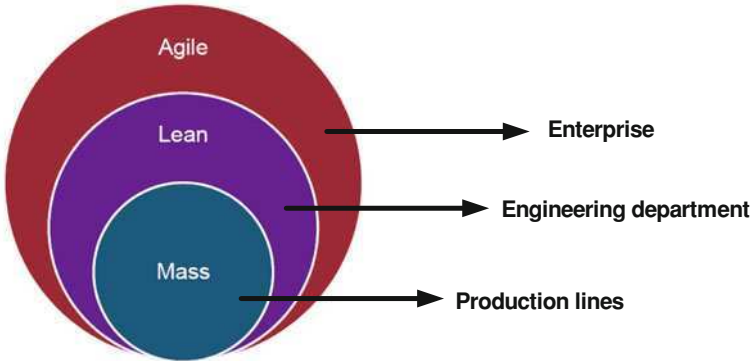 Agile
Lean
Enterprise
Engineering department
Mass
Production lines